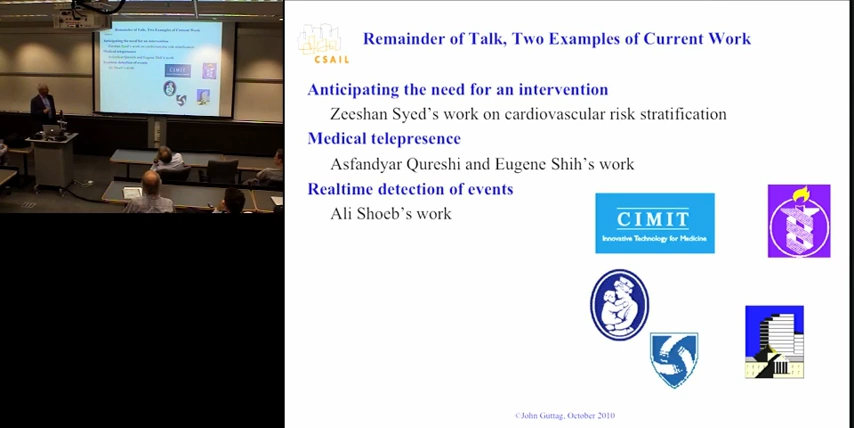 Remainder of Talk, Two Examples of Current Work
CSAIL
Anticipating the need for an intervention
Zeeshan Syed's work on cardiovascular risk stratification
Medical telepresence
Asfandyar Qureshi and Eugene Shih's work
Realtime detection of events
Ali Shoeb's work
CIMIT
Innovative Technology for Medicine
©John Guttag, October 2010